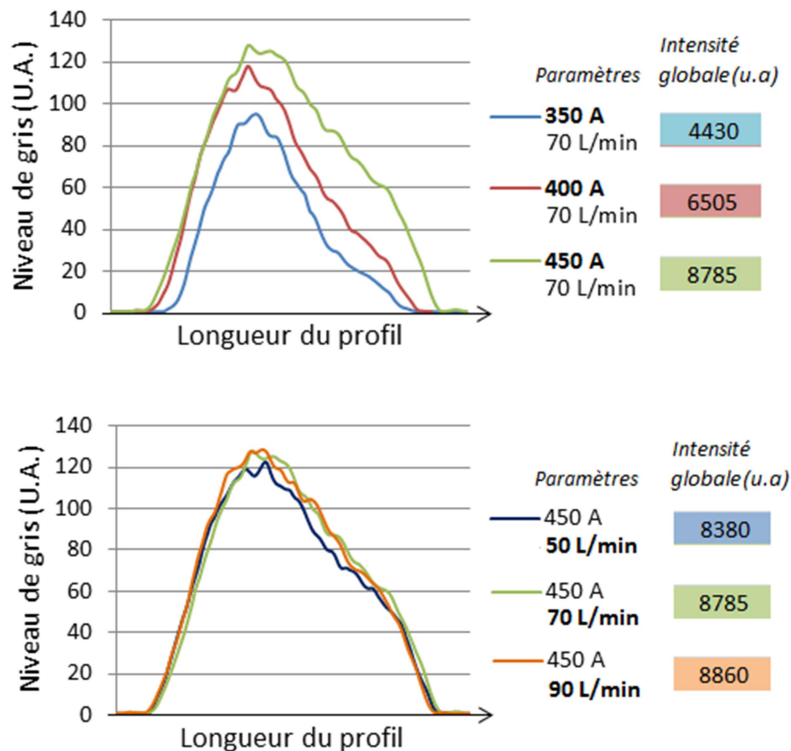 140
120
100
80
60
40
20
0
Niveau de gris (U.A.)
Longueur du profil
Paramètres
Intensité
globale(u.a)
350 A
70 L/min
4430
400 A
70 L/min
6505
450 A
70 L/min
8785
140
120
100
80
60
40
20
0
Niveau de gris (U.A.)
Longueur du profil
Paramètres
Intensité
globale(u.a)
450 A
50 L/min
8380
450 A
70 L/min
8785
450 A
90 L/min
8860